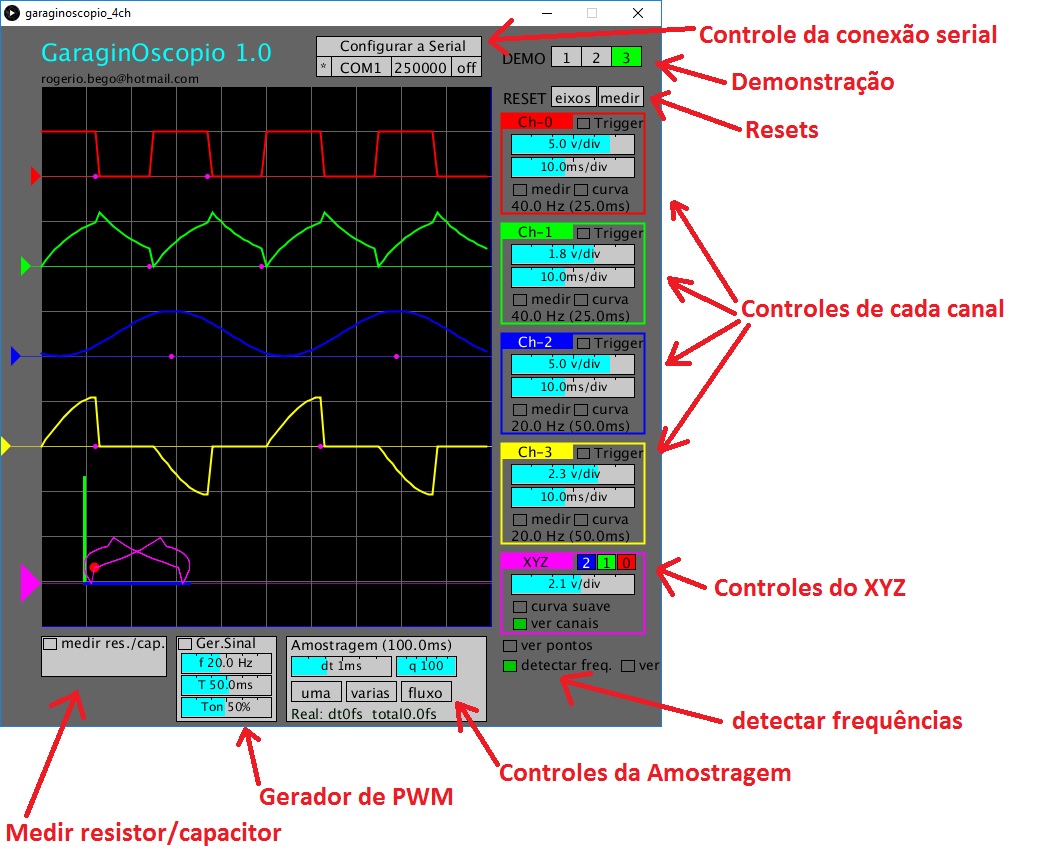 garaginoscopio_4ch
GaraginOscopio 1.0
rogerio.bego@hotmail.com
Configurar a Serial
* COM1 250000 off
Controle da conexão serial
DEMO 1 2 3
Demonstração
RESET eixos medir
Resets
Ch-0 Trigger
5.0 v/div
10.0ms/div
medir curva
40.0 Hz (25.0ms)
Ch-1 Trigger
1.8 v/div
10.0ms/div
medir curva
40.0 Hz (25.0ms)
Controles de cada canal
Ch-2 Trigger
5.0 v/div
10.0ms/div
medir curva
20.0 Hz (50.0ms)
Ch-3 Trigger
2.3 v/div
10.0ms/div
medir curva
20.0 Hz (50.0ms)
XYZ 2 1 0
2.1 v/div
curva suave
ver canais
Controles do XYZ
ver pontos
detectar freq. ver
detectar frequências
medir res./cap.
Ger.Sinal
f 20.0 Hz
T 50.0ms
Ton 50%
Amostragem (100.0ms)
dt 1ms q 100
uma varias fluxo
Real: dt0fs total0.0fs
Controles da Amostragem
Gerador de PWM
Medir resistor/capacitor